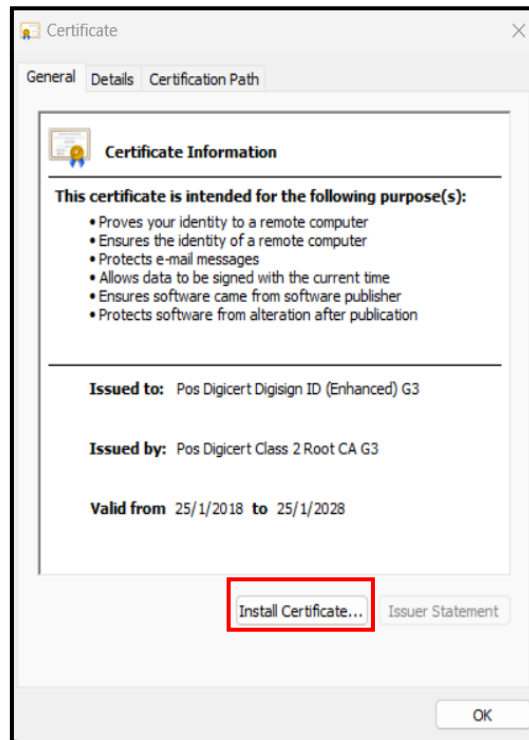 Certificate
General Details Certification Path
Certificate Information
This certificate is intended for the following purpose(s):
• Proves your identity to a remote computer
• Ensures the identity of a remote computer
• Protects e-mail messages
• Allows data to be signed with the current time
• Ensures software came from software publisher
• Protects software from alteration after publication
Issued to: Pos Digicert Digisign ID (Enhanced) G3
Issued by: Pos Digicert Class 2 Root CA G3
Valid from 25/1/2018 to 25/1/2028
Install Certificate... Issuer Statement
OK